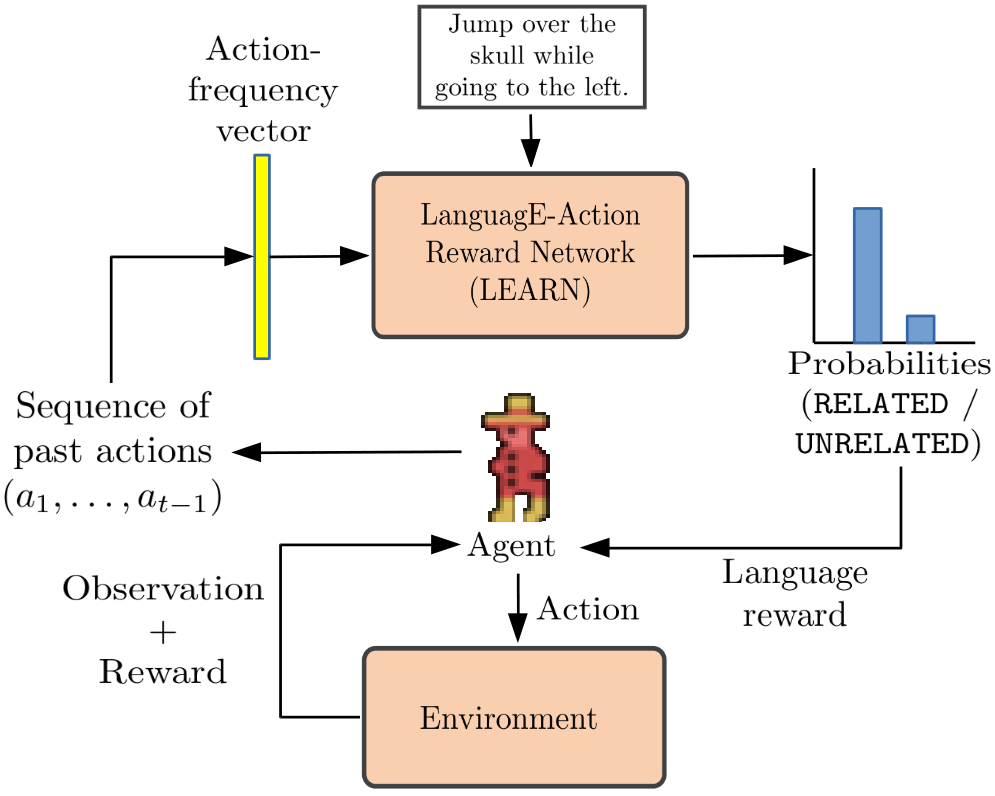 Action-
frequency
vector
Jump over the
skull while
going to the left.
LanguagE-Action
Reward Network
(LEARN)
Probabilities
(RELATED /
UNRELATED)
Sequence of
past actions
(a₁, . . . , aₜ₋₁)
Agent
Observation
+
Reward
Action
Language
reward
Environment